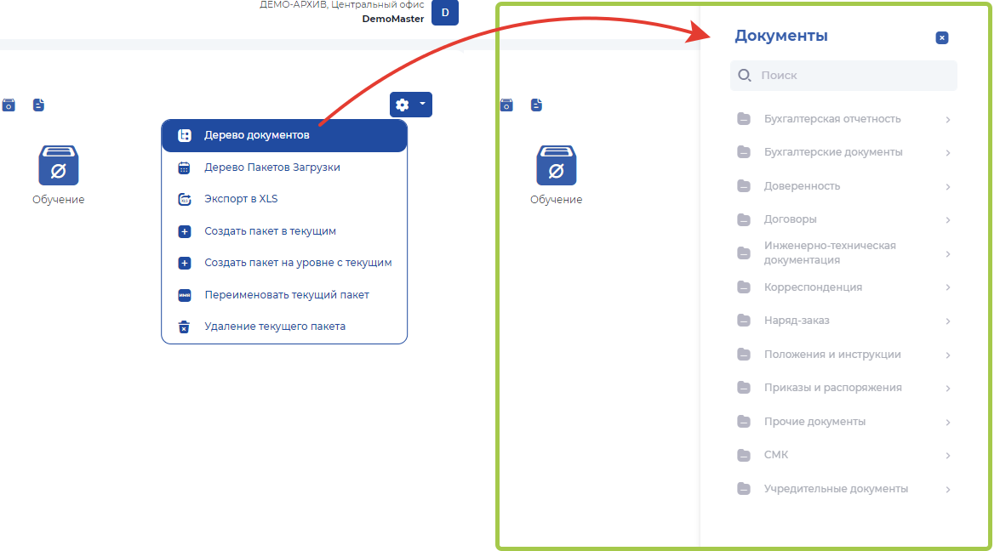 ДЕМО-АРХИВ, Центральный офис
DemoMaster
D
Обучение
Дерево документов
Дерево Пакетов Загрузки
XLS
Экспорт в XLS
Создать пакет в текущим
Создать пакет на уровне с текущим
ИМЯ
Переименовать текущий пакет
Удаление текущего пакета
Обучение
Документы
Поиск
Бухгалтерская отчетность
Бухгалтерские документы
Доверенность
Договоры
Инженерно-техническая
документация
Корреспонденция
Наряд-заказ
Положения и инструкции
Приказы и распоряжения
Прочие документы
СМК
Учредительные документы